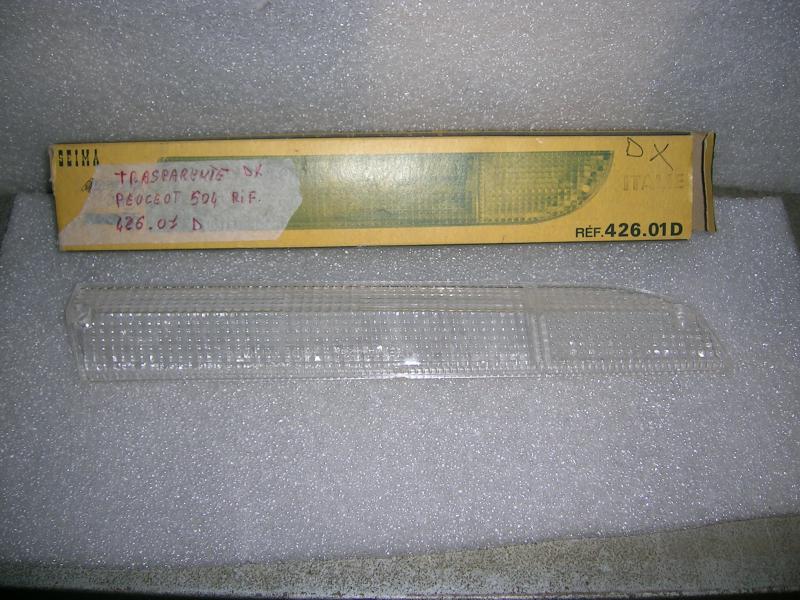 SEIMA
TRASPARENTE DX
PEUGEOT 504 RIF.
426.01 D
DX
ITALIE
RÉF.426.01D